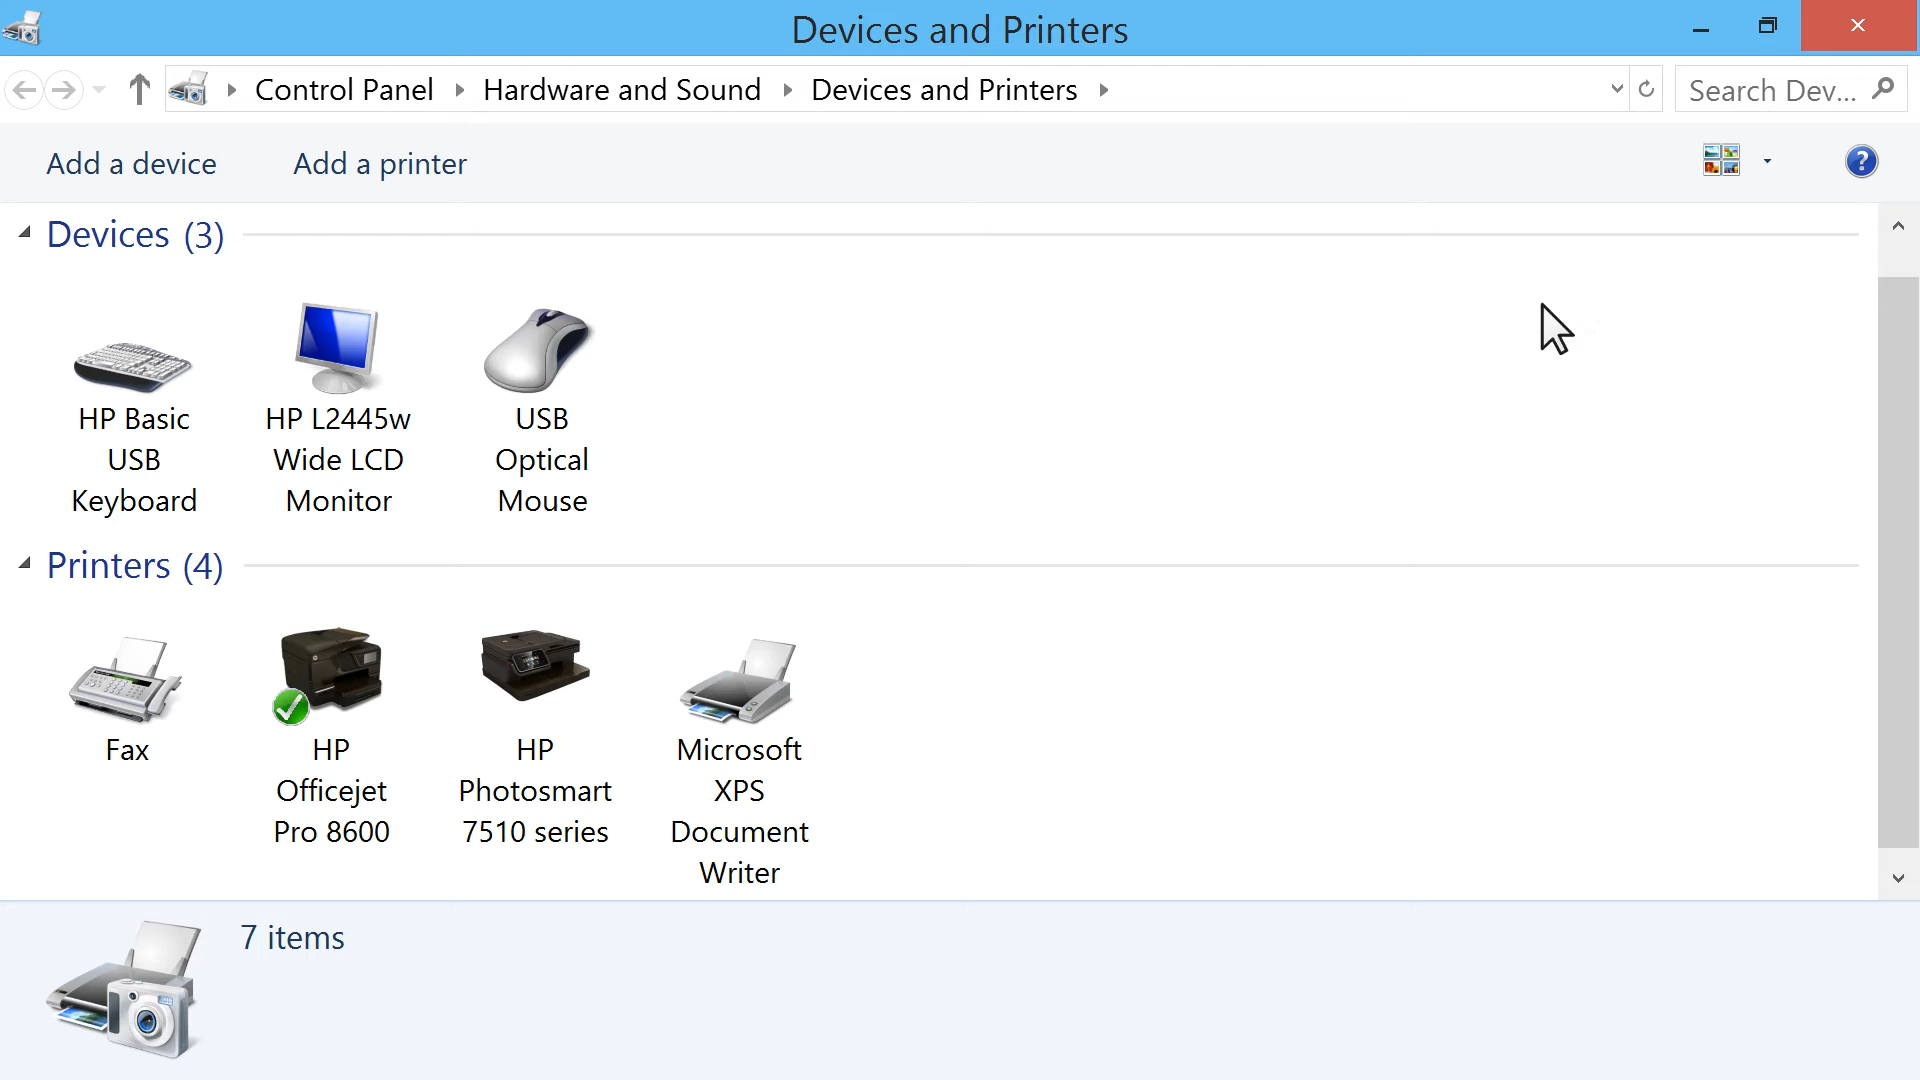 Devices and Printers
Control Panel Hardware and Sound Devices and Printers
Search Dev...
Add a device Add a printer
Devices (3)
HP Basic
USB
Keyboard
HP L2445w
Wide LCD
Monitor
USB
Optical
Mouse
Printers (4)
Fax
HP
Officejet
Pro 8600
HP
Photosmart
7510 series
Microsoft
XPS
Document
Writer
7 items